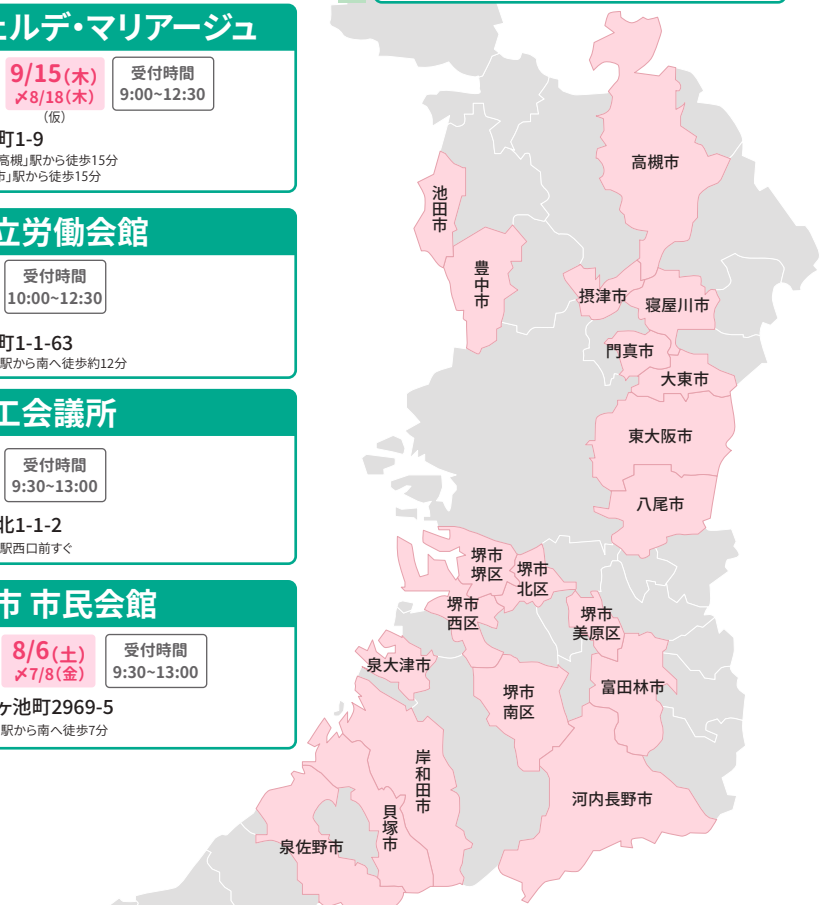 ェルデ・マリアージュ
9/15(木)
〆8/18(木)
(仮)
受付時間
9:00~12:30
町1-9
高槻」駅から徒歩15分
市」駅から徒歩15分
立労働会館
受付時間
10:00~12:30
町1-1-63
駅から南へ徒歩約12分
工会議所
受付時間
9:30~13:00
北1-1-2
駅西口前すぐ
市 市民会館
8/6(土)
〆7/8(金)
受付時間
9:30~13:00
ヶ池町2969-5
駅から南へ徒歩7分
高槻市
池田市
豊中市
摂津市
寝屋川市
門真市
大東市
東大阪市
八尾市
堺市
堺区
堺市
北区
堺市
西区
堺市
美原区
泉大津市
堺市
南区
富田林市
岸和田市
貝塚市
河内長野市
泉佐野市